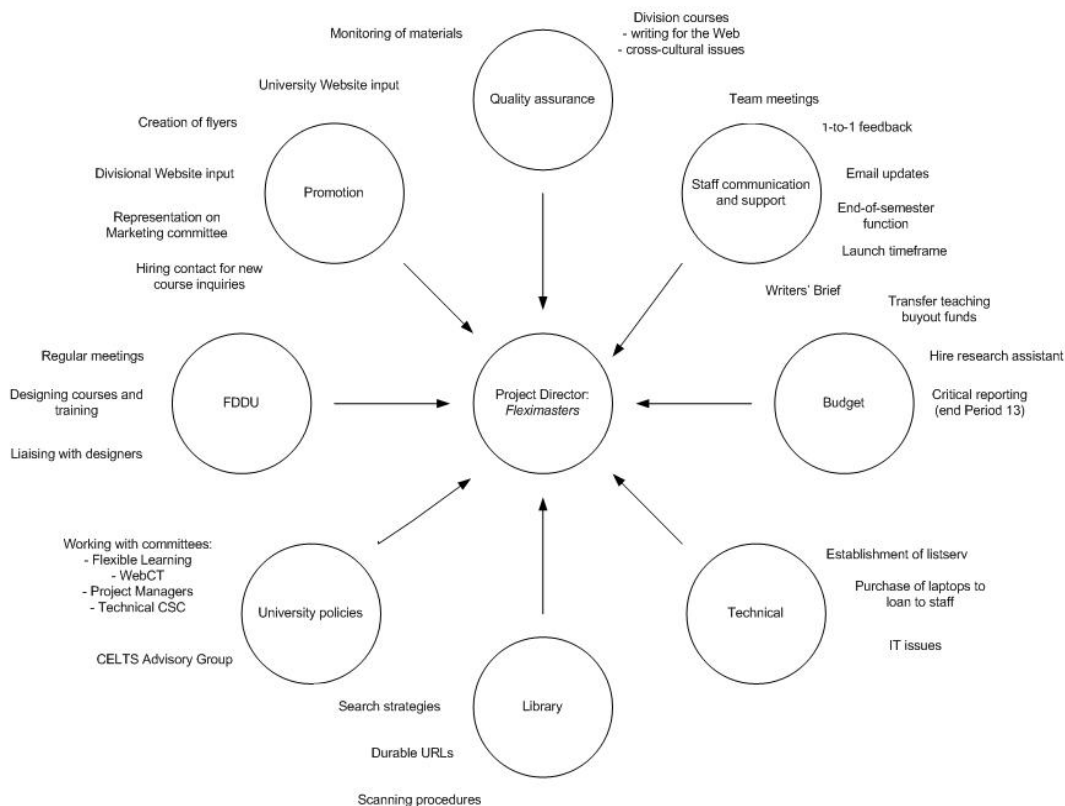 Monitoring of materials
Division courses
- writing for the Web
- cross-cultural issues
Quality assurance
University Website input
Creation of flyers
Divisional Website input
Promotion
Representation on
Marketing committee
Hiring contact for new
course inquiries
Team meetings
1-to-1 feedback
Staff communication
and support
Email updates
End-of-semester
function
Launch timeframe
Writers' Brief
Regular meetings
Designing courses and
training
FDDU
Liaising with designers
Project Director:
Fleximasters
Transfer teaching
buyout funds
Hire research assistant
Budget
Critical reporting
(end Period 13)
Working with committees:
- Flexible Learning
- WebCT
- Project Managers
- Technical CSC
University policies
CELTS Advisory Group
Search strategies
Library
Durable URLs
Scanning procedures
Establishment of listserv
Technical
Purchase of laptops to
loan to staff
IT issues